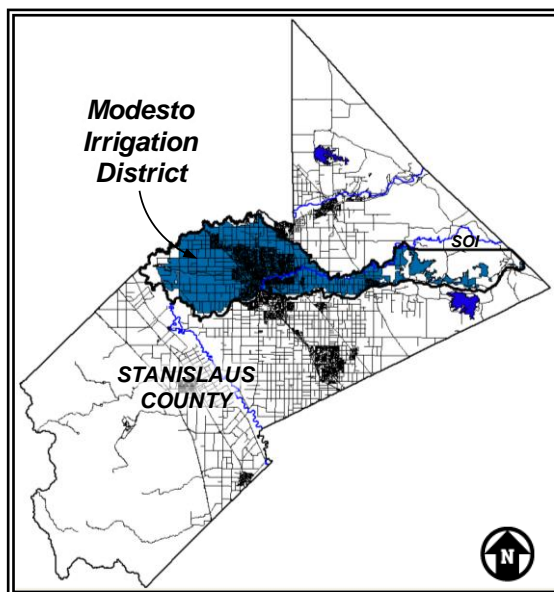 Modesto
Irrigation
District
SOI
STANISLAUS
COUNTY
N